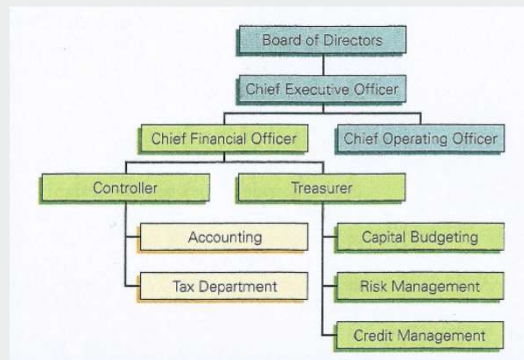 Board of Directors
Chief Executive Officer
Chief Financial Officer
Chief Operating Officer
Controller
Treasurer
Accounting
Capital Budgeting
Tax Department
Risk Management
Credit Management